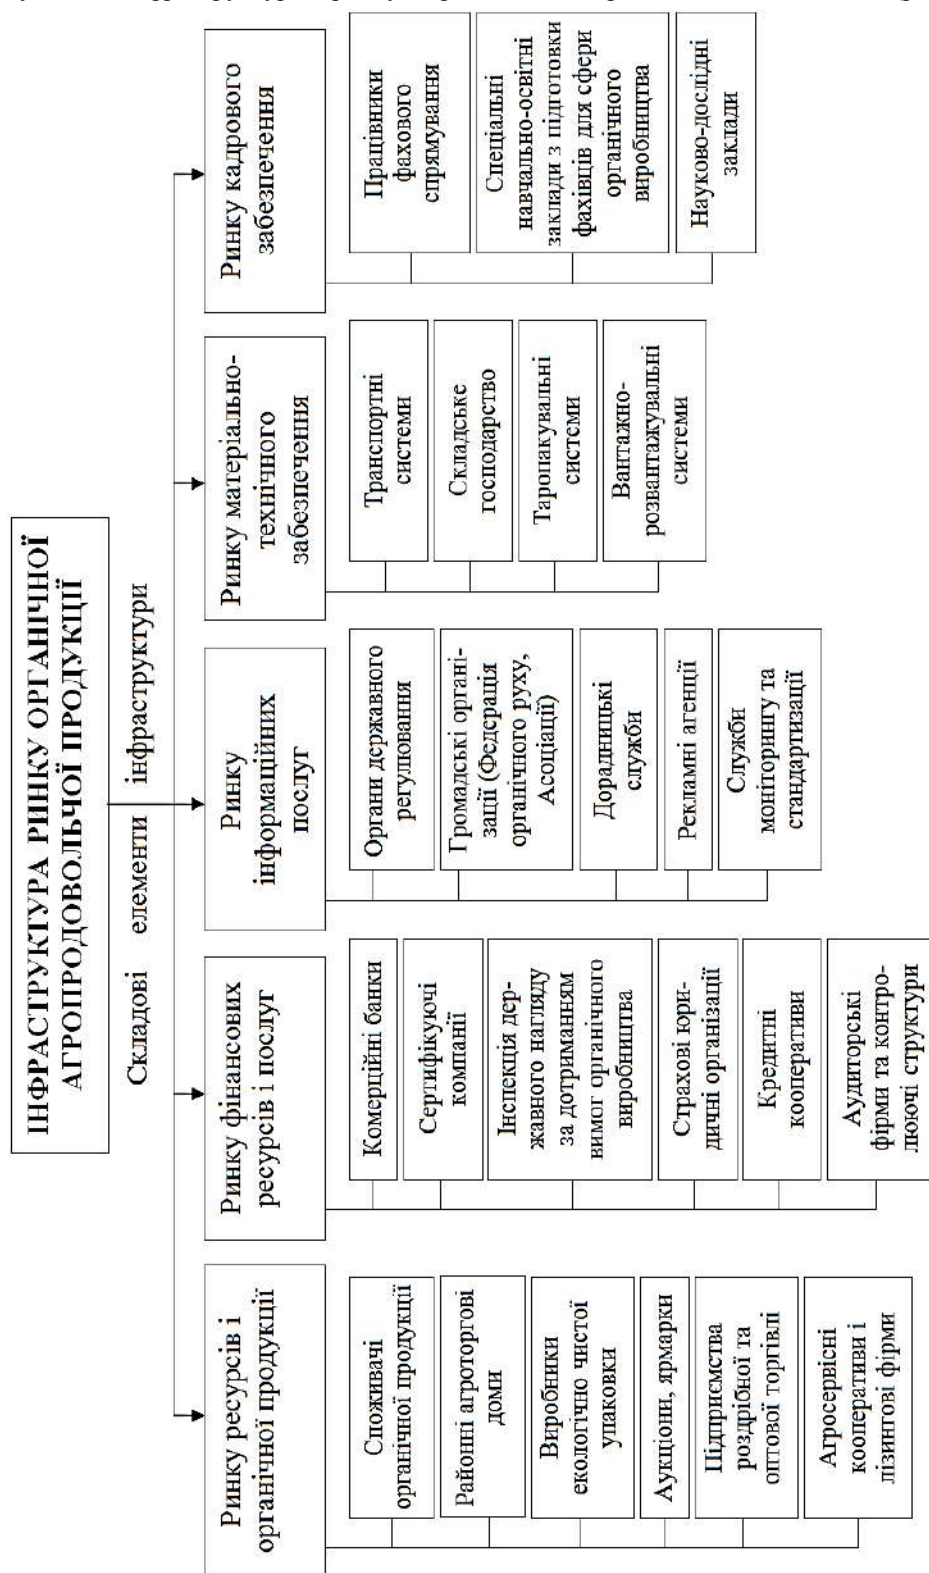 ІНФРАСТРУКТУРА РИНКУ ОРГАНІЧНОЇ
АГРОПРОДОВОЛЬЧОЇ ПРОДУКЦІЇ
Складові елементи інфраструктури
Ринку ресурсів і
органічної продукції
Споживачі
органічної продукції
Районні агроторгові
доми
Виробники
екологічно чистої
упаковки
Аукціони, ярмарки
Підприємства
роздрібної та
оптової торгівлі
Агросервісні
кооперативи і
лізингові фірми
Ринку фінансових
ресурсів і послуг
Комерційні банки
Сертифікуючі
компанії
Інспекція дер-
жавного нагляду
за дотриманням
вимог органічного
виробництва
Страхові юри-
дичні організації
Кредитні
кооперативи
Аудиторські
фірми та контро-
люючі структури
Ринку
інформаційних
послуг
Органи державного
регулювання
Громадські органі-
зації (Федерація
органічного руху,
Асоціації)
Дорадницькі
служби
Рекламні агенції
Служби
моніторингу та
стандартизації
Ринку матеріально-
технічного
забезпечення
Транспортні
системи
Складське
господарство
Таропакувальні
системи
Вантажно-
розвантажувальні
системи
Ринку кадрового
забезпечення
Працівники
фахового
спрямування
Спеціальні
навчально-освітні
заклади з підготовки
фахівців для сфери
органічного
виробництва
Науково-дослідні
заклади